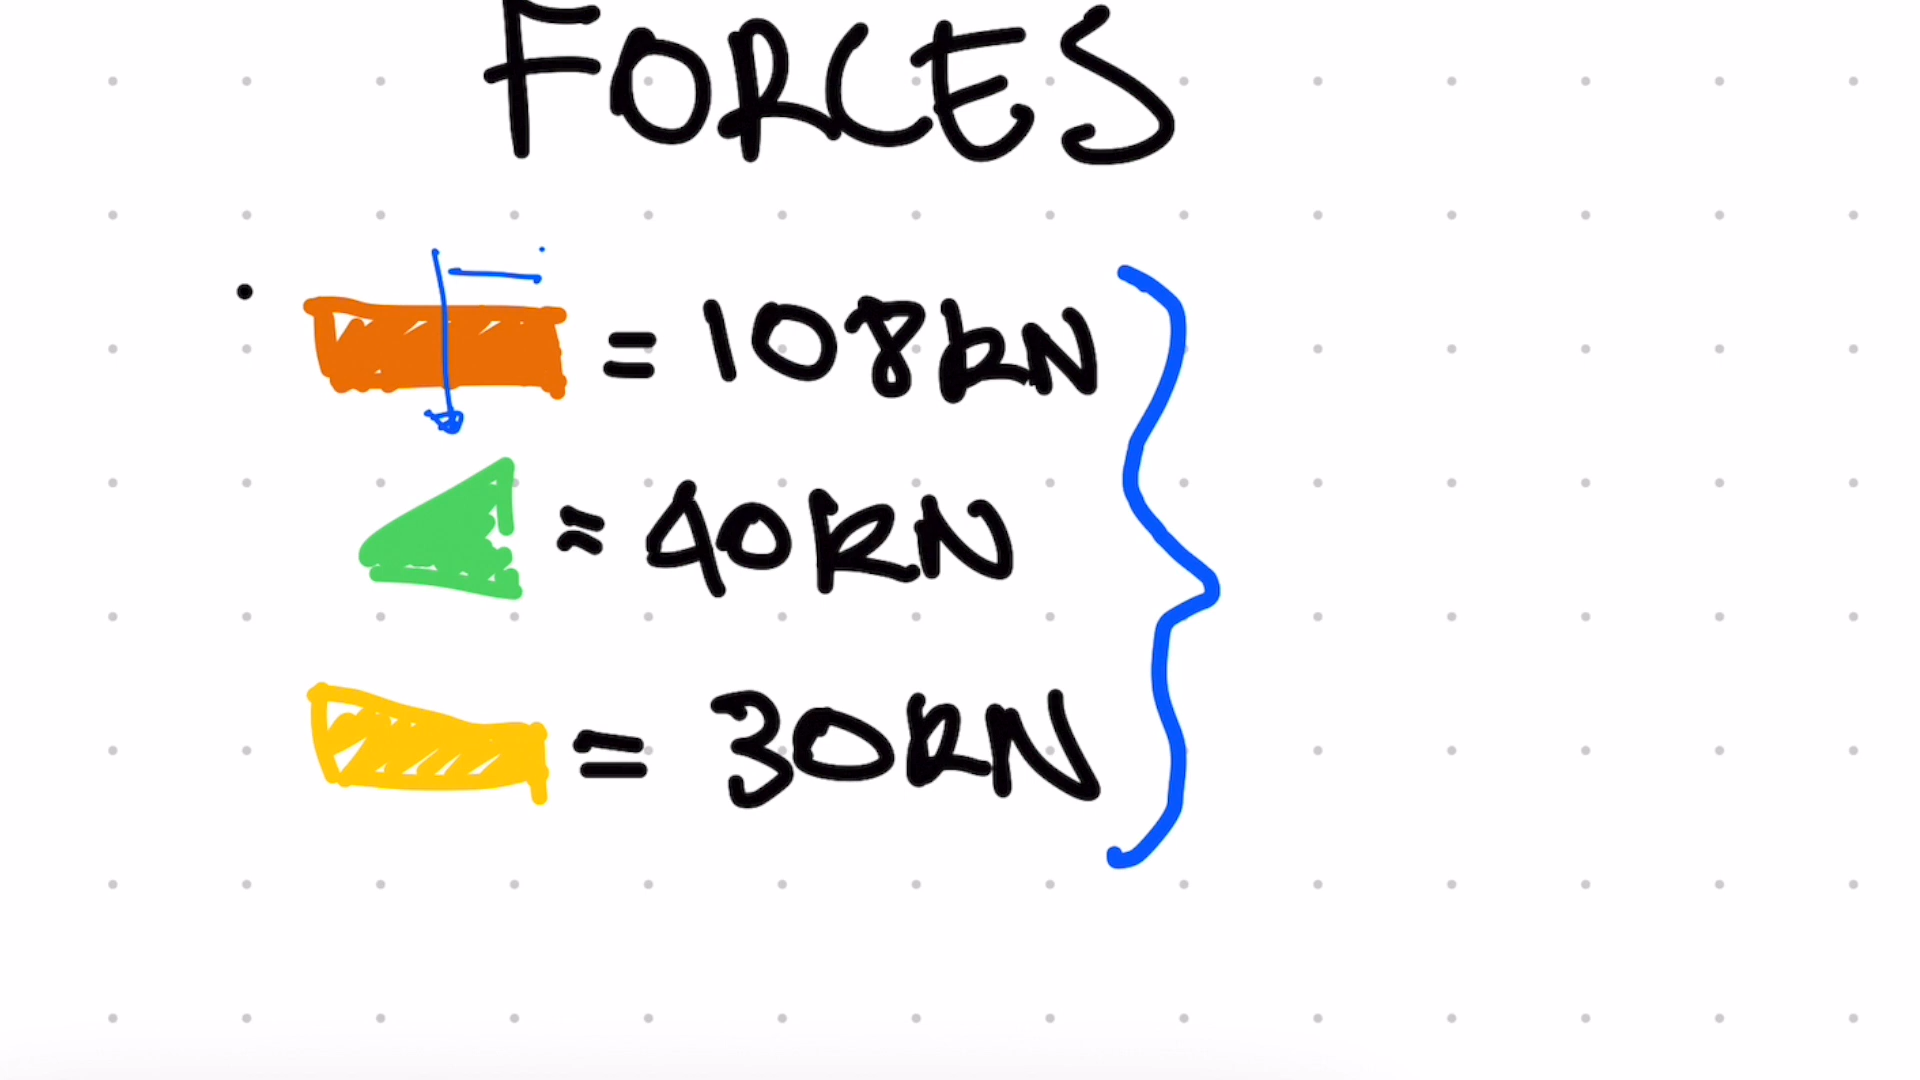 FORCES
= 108kN
≈ 40kN
= 30kN